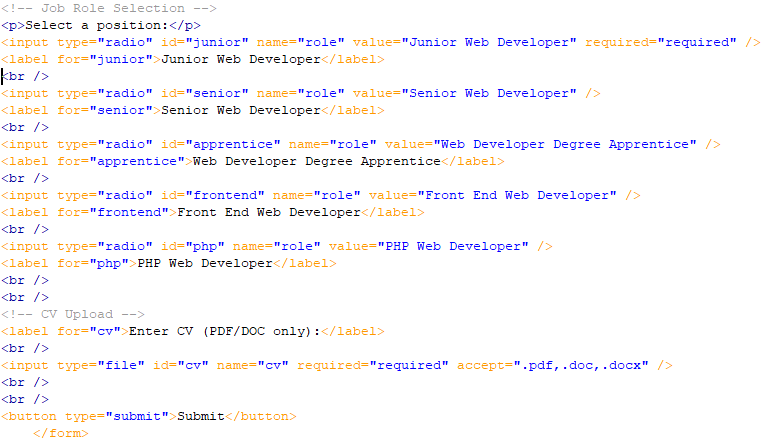 <!-- Job Role Selection -->
<p>Select a position:</p>
<input type="radio" id="junior" name="role" value="Junior Web Developer" required="required" />
<label for="junior">Junior Web Developer</label>
<br />
<input type="radio" id="senior" name="role" value="Senior Web Developer" />
<label for="senior">Senior Web Developer</label>
<br />
<input type="radio" id="apprentice" name="role" value="Web Developer Degree Apprentice" />
<label for="apprentice">Web Developer Degree Apprentice</label>
<br />
<input type="radio" id="frontend" name="role" value="Front End Web Developer" />
<label for="frontend">Front End Web Developer</label>
<br />
<input type="radio" id="php" name="role" value="PHP Web Developer" />
<label for="php">PHP Web Developer</label>
<br />
<br />
<!-- CV Upload -->
<label for="cv">Enter CV (PDF/DOC only):</label>
<br />
<input type="file" id="cv" name="cv" required="required" accept=".pdf,.doc,.docx" />
<br />
<br />
<button type="submit">Submit</button>
</form>